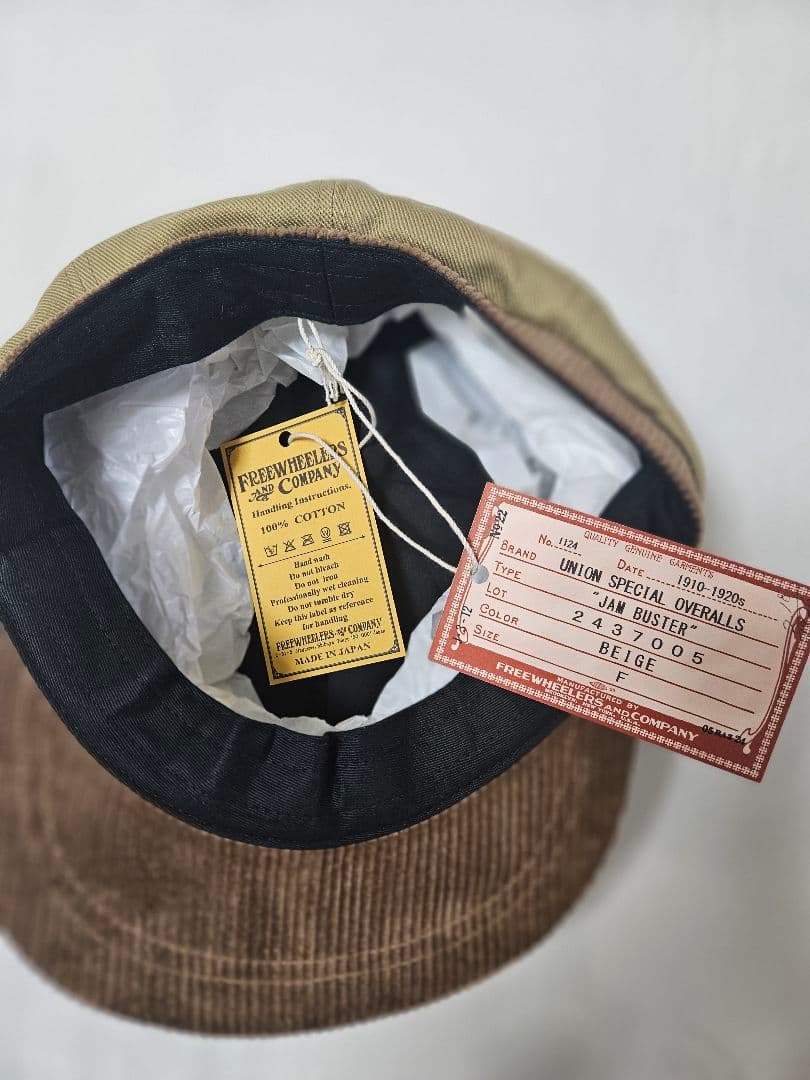 FREEWHEELERS
AND COMPANY
Handling Instructions.
100% COTTON
Hand wash
Do not bleach
Do not iron
Professionally wet cleaning
Do not tumble dry
Keep this label as reference
for handling
FREEWHEELERS AND COMPANY
MADE IN JAPAN
No22
QUALITY GENUINE GARMENTS
No. 1124 DATE 1910-1920s
BRAND UNION SPECIAL OVERALLS
TYPE "JAM BUSTER"
LOT 2437005
COLOR BEIGE
SIZE F
MANUFACTURED BY
FREEWHEELERS AND COMPANY